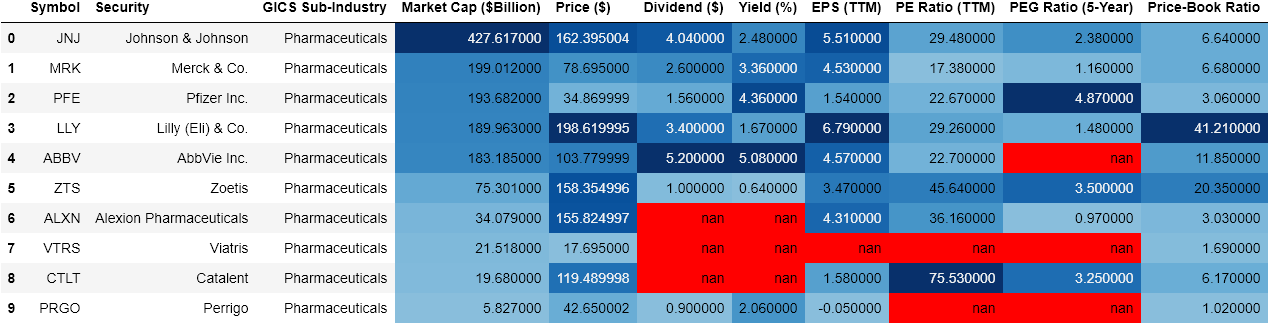 Symbol Security GICS Sub-Industry Market Cap ($Billion) Price ($) Dividend ($) Yield (%) EPS (TTM) PE Ratio (TTM) PEG Ratio (5-Year) Price-Book Ratio
0 JNJ Johnson & Johnson Pharmaceuticals 427.617000 162.395004 4.040000 2.480000 5.510000 29.480000 2.380000 6.640000
1 MRK Merck & Co. Pharmaceuticals 199.012000 78.695000 2.600000 3.360000 4.530000 17.380000 1.160000 6.680000
2 PFE Pfizer Inc. Pharmaceuticals 193.682000 34.869999 1.560000 4.360000 1.540000 22.670000 4.870000 3.060000
3 LLY Lilly (Eli) & Co. Pharmaceuticals 189.963000 198.619995 3.400000 1.670000 6.790000 29.260000 1.480000 41.210000
4 ABBV AbbVie Inc. Pharmaceuticals 183.185000 103.779999 5.200000 5.080000 4.570000 22.700000 nan 11.850000
5 ZTS Zoetis Pharmaceuticals 75.301000 158.354996 1.000000 0.640000 3.470000 45.640000 3.500000 20.350000
6 ALXN Alexion Pharmaceuticals Pharmaceuticals 34.079000 155.824997 nan nan 4.310000 36.160000 0.970000 3.030000
7 VTRS Viatris Pharmaceuticals 21.518000 17.695000 nan nan nan nan nan 1.690000
8 CTLT Catalent Pharmaceuticals 19.680000 119.489998 nan nan 1.580000 75.530000 3.250000 6.170000
9 PRGO Perrigo Pharmaceuticals 5.827000 42.650002 0.900000 2.060000 -0.050000 nan nan 1.020000